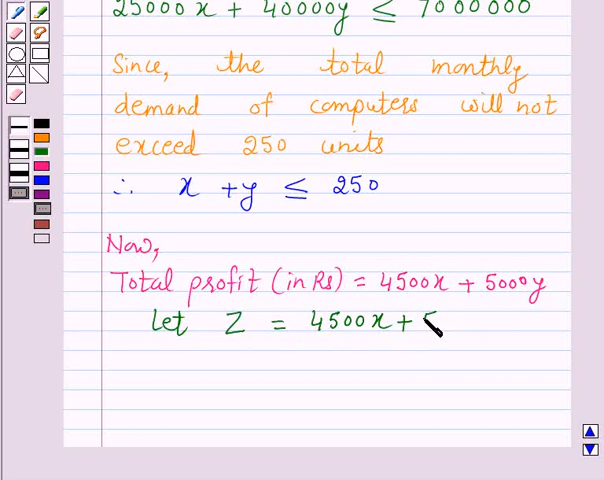 25000x + 40000y ≤ 7000000
Since, the total monthly
demand of computers will not
exceed 250 units
∴ x + y ≤ 250
Now,
Total profit (in Rs) = 4500x + 5000y
Let Z = 4500x + 5